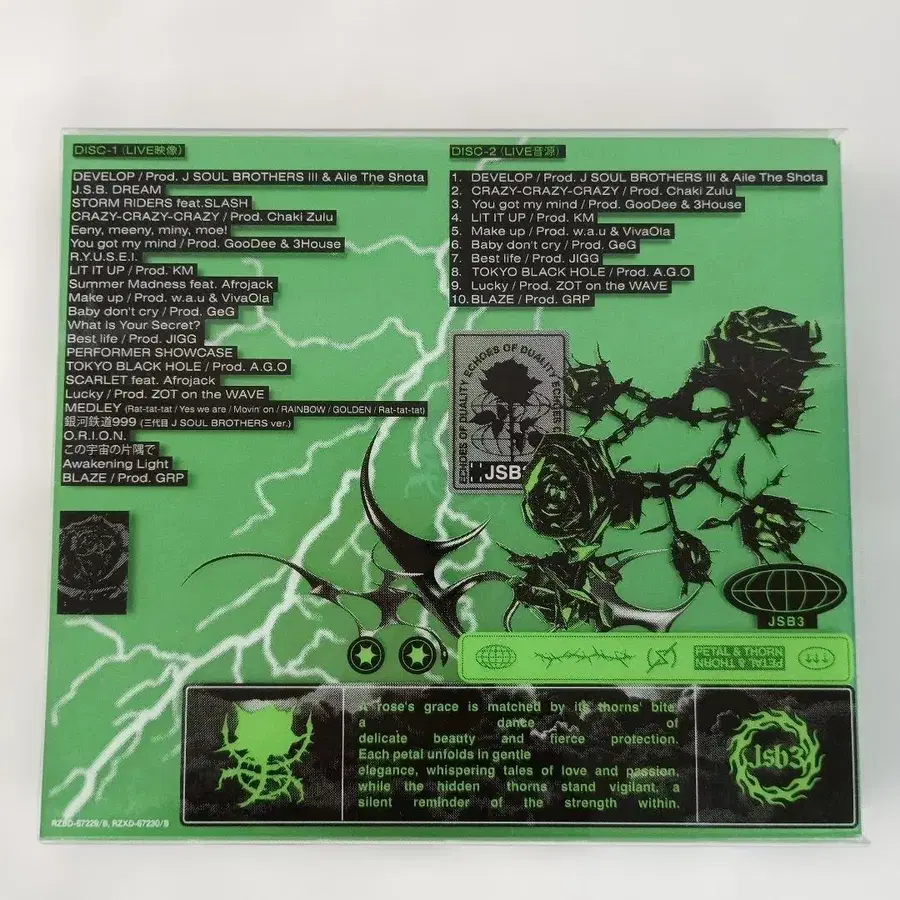 DISC-1 (LIVE映像)
DEVELOP / Prod. J SOUL BROTHERS III & Aile The Shota
J.S.B. DREAM
STORM RIDERS feat.SLASH
CRAZY-CRAZY-CRAZY / Prod. Chaki Zulu
Eeny, meeny, miny, moe!
You got my mind / Prod. GooDee & 3House
R.Y.U.S.E.I.
LIT IT UP / Prod. KM
Summer Madness feat. Afrojack
Make up / Prod. w.a.u & VivaOla
Baby don't cry / Prod. GeG
What is Your Secret?
Best life / Prod. JIGG
PERFORMER SHOWCASE
TOKYO BLACK HOLE / Prod. A.G.O
SCARLET feat. Afrojack
Lucky / Prod. ZOT on the WAVE
MEDLEY (Rat-tat-tat / Yes we are / Movin' on / RAINBOW / GOLDEN / Rat-tat-tat)
銀河鉄道999 (三代目 J SOUL BROTHERS ver.)
O.R.I.O.N.
この宇宙の片隅で
Awakening Light
BLAZE / Prod. GRP
DISC-2 (LIVE音源)
1. DEVELOP / Prod. J SOUL BROTHERS III & Aile The Shota
2. CRAZY-CRAZY-CRAZY / Prod. Chaki Zulu
3. You got my mind / Prod. GooDee & 3House
4. LIT IT UP / Prod. KM
5. Make up / Prod. w.a.u & VivaOla
6. Baby don't cry / Prod. GeG
7. Best life / Prod. JIGG
8. TOKYO BLACK HOLE / Prod. A.G.O
9. Lucky / Prod. ZOT on the WAVE
10. BLAZE / Prod. GRP
ECHOES OF DUALITY ECHOES OF DUALITY ECHOES
JSB3
JSB3
PETAL & THORN
PETAL & THORN
A rose's grace is matched by its thorns' bite,
a dance of
delicate beauty and fierce protection.
Each petal unfolds in gentle
elegance, whispering tales of love and passion,
while the hidden thorns stand vigilant, a
silent reminder of the strength within.
Jsb3
RZBD-67229/B, RZXD-67230/B